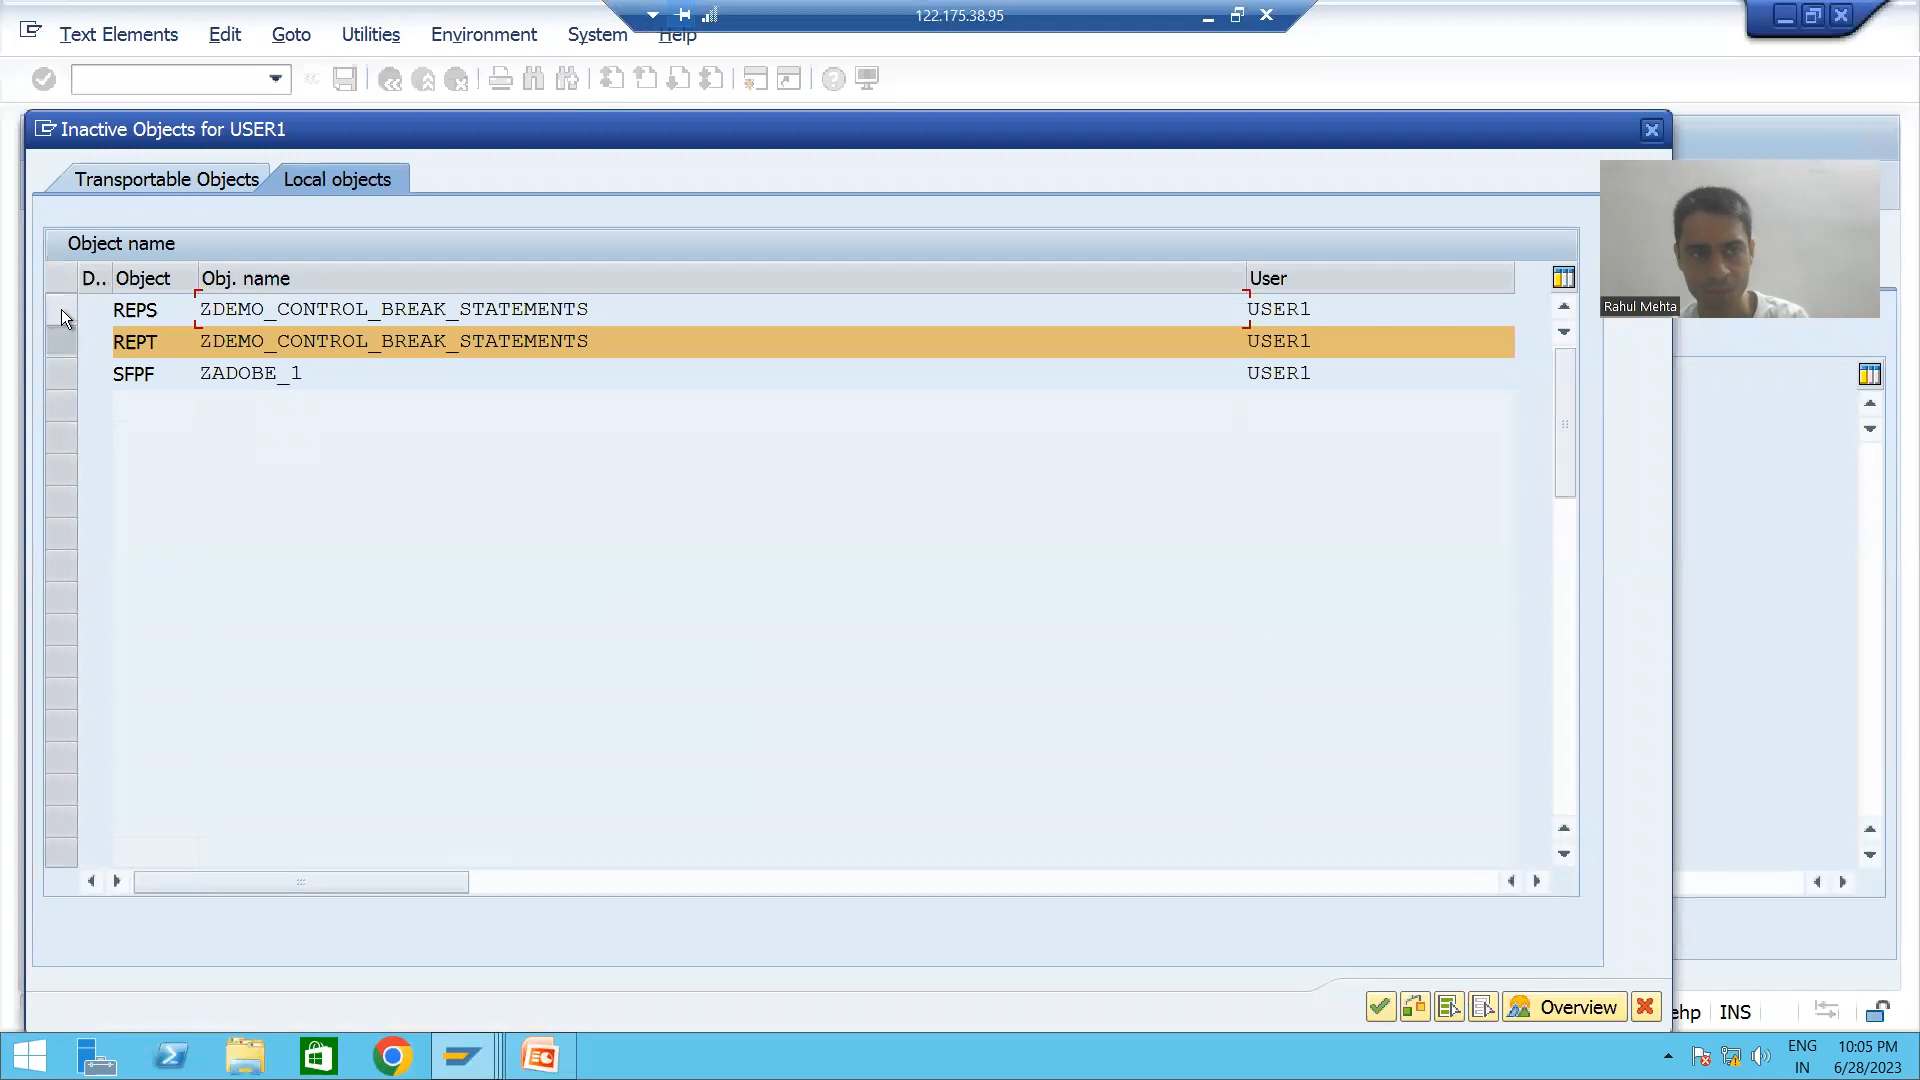 122.175.38.95
Text Elements Edit Goto Utilities Environment System Help
Inactive Objects for USER1
Transportable Objects Local objects
Object name
D.. Object Obj. name User
REPS ZDEMO_CONTROL_BREAK_STATEMENTS USER1
REPT ZDEMO_CONTROL_BREAK_STATEMENTS USER1
SFPF ZADOBE_1 USER1
Rahul Mehta
Overview
ehp INS
ENG 10:05 PM
IN 6/28/2023